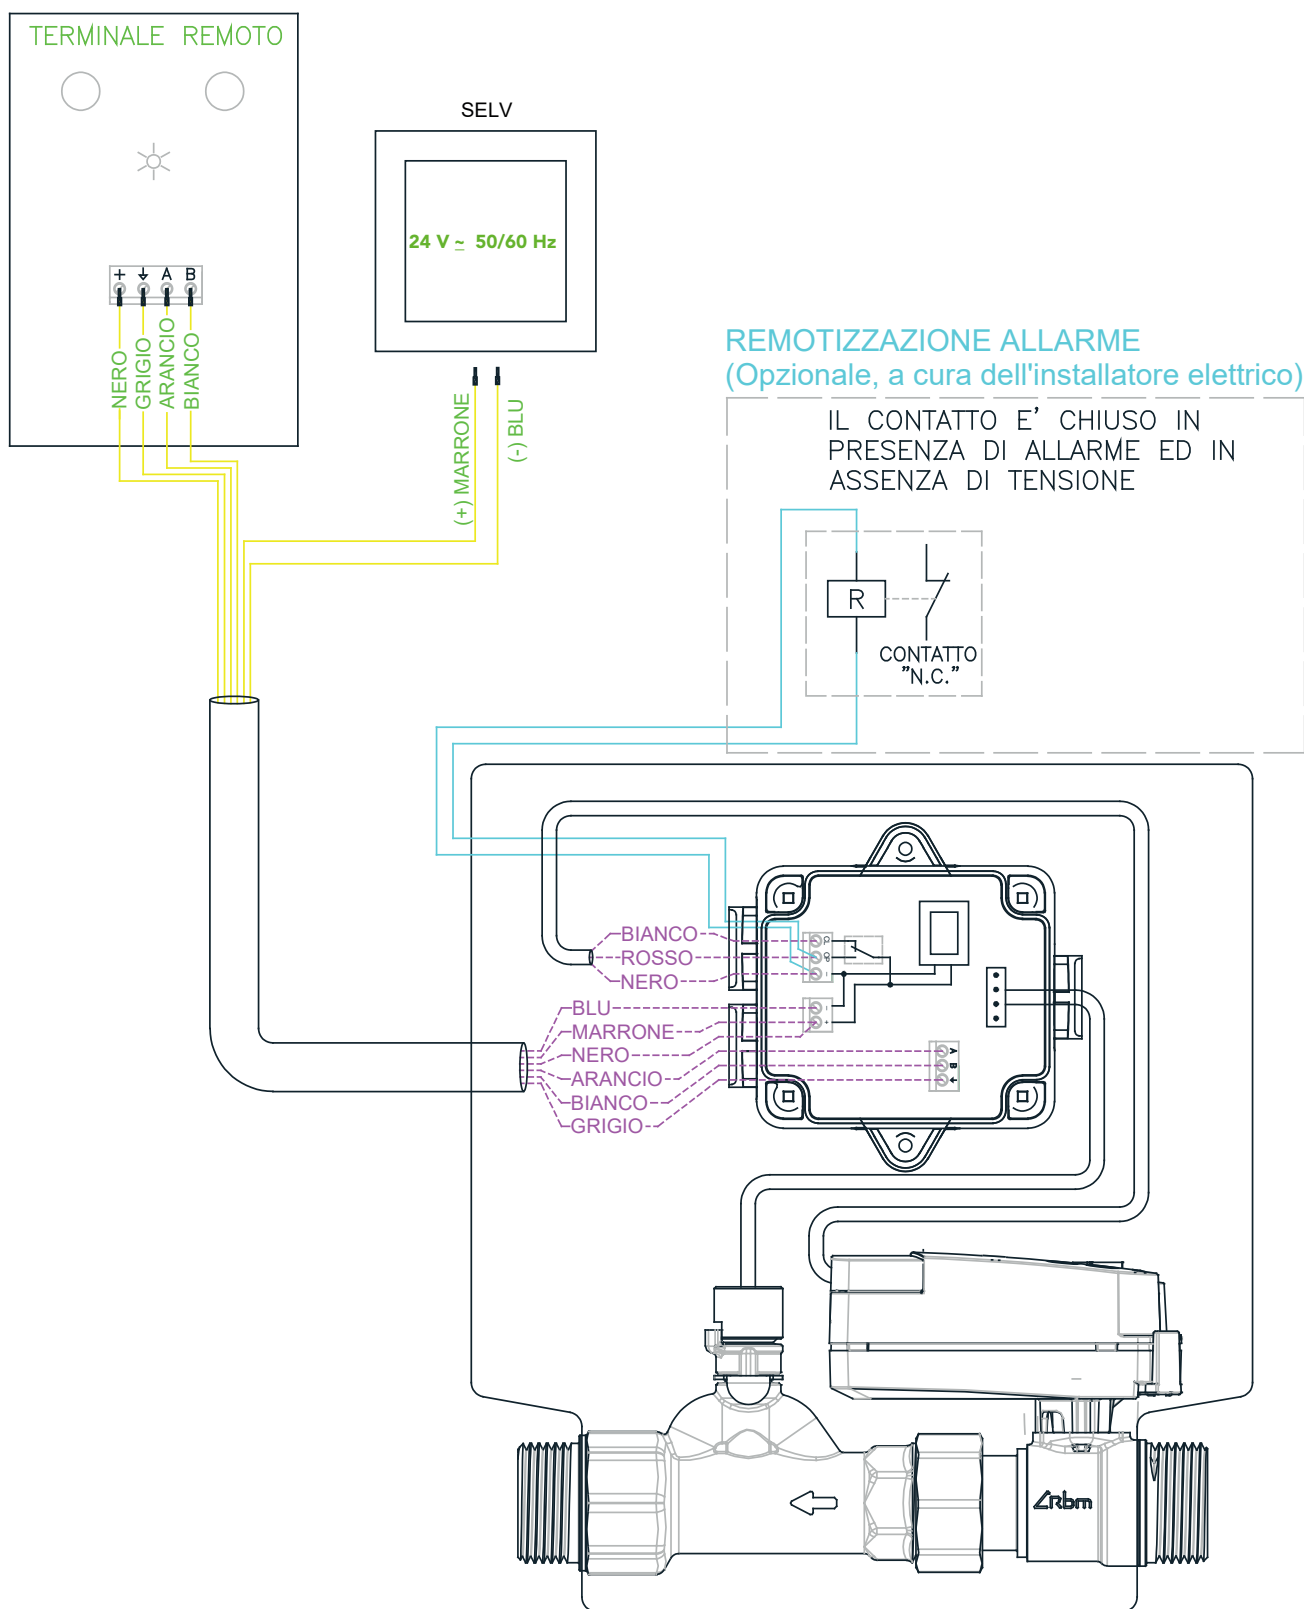 TERMINALE REMOTO
+ ⏚ A B
NERO
GRIGIO
ARANCIO
BIANCO
SELV
24 V ~ 50/60 Hz
(+) MARRONE
(-) BLU
REMOTIZZAZIONE ALLARME
(Opzionale, a cura dell'installatore elettrico)
IL CONTATTO E' CHIUSO IN
PRESENZA DI ALLARME ED IN
ASSENZA DI TENSIONE
R
CONTATTO
"N.C."
BIANCO
ROSSO
NERO
BLU
MARRONE
NERO
ARANCIO
BIANCO
GRIGIO
-
-
+
A
B
rbm